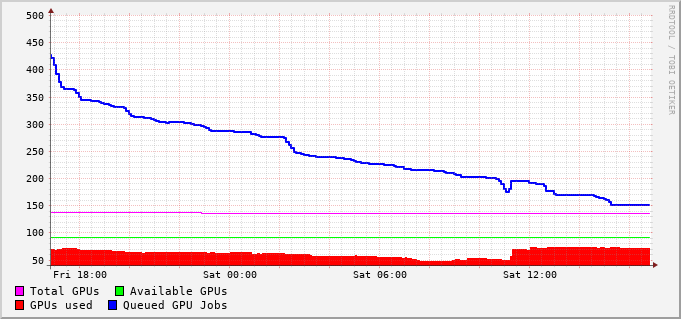 500
450
400
350
300
250
200
150
100
50
Fri 18:00 Sat 00:00 Sat 06:00 Sat 12:00
Total GPUs Available GPUs
GPUs used Queued GPU Jobs
RRDTOOL / TOBI OETIKER